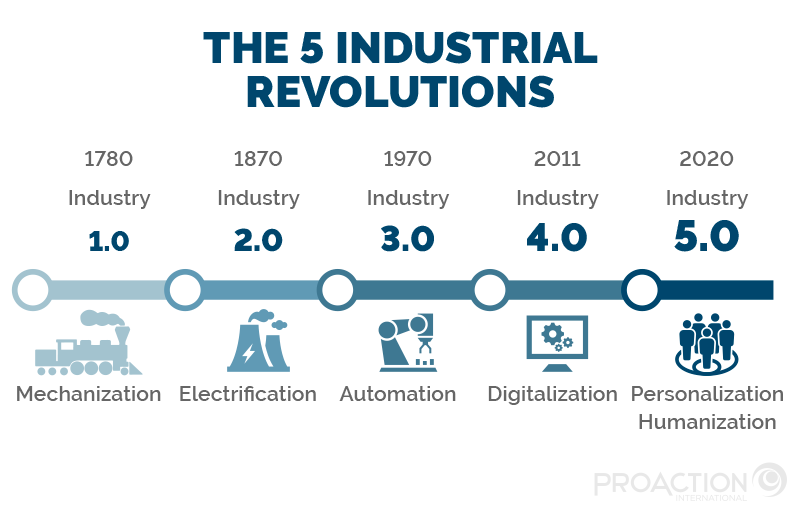 THE 5 INDUSTRIAL
REVOLUTIONS
1780
Industry
1.0
Mechanization
1870
Industry
2.0
Electrification
1970
Industry
3.0
Automation
2011
Industry
4.0
Digitalization
2020
Industry
5.0
Personalization
Humanization
PROACTION
INTERNATIONAL